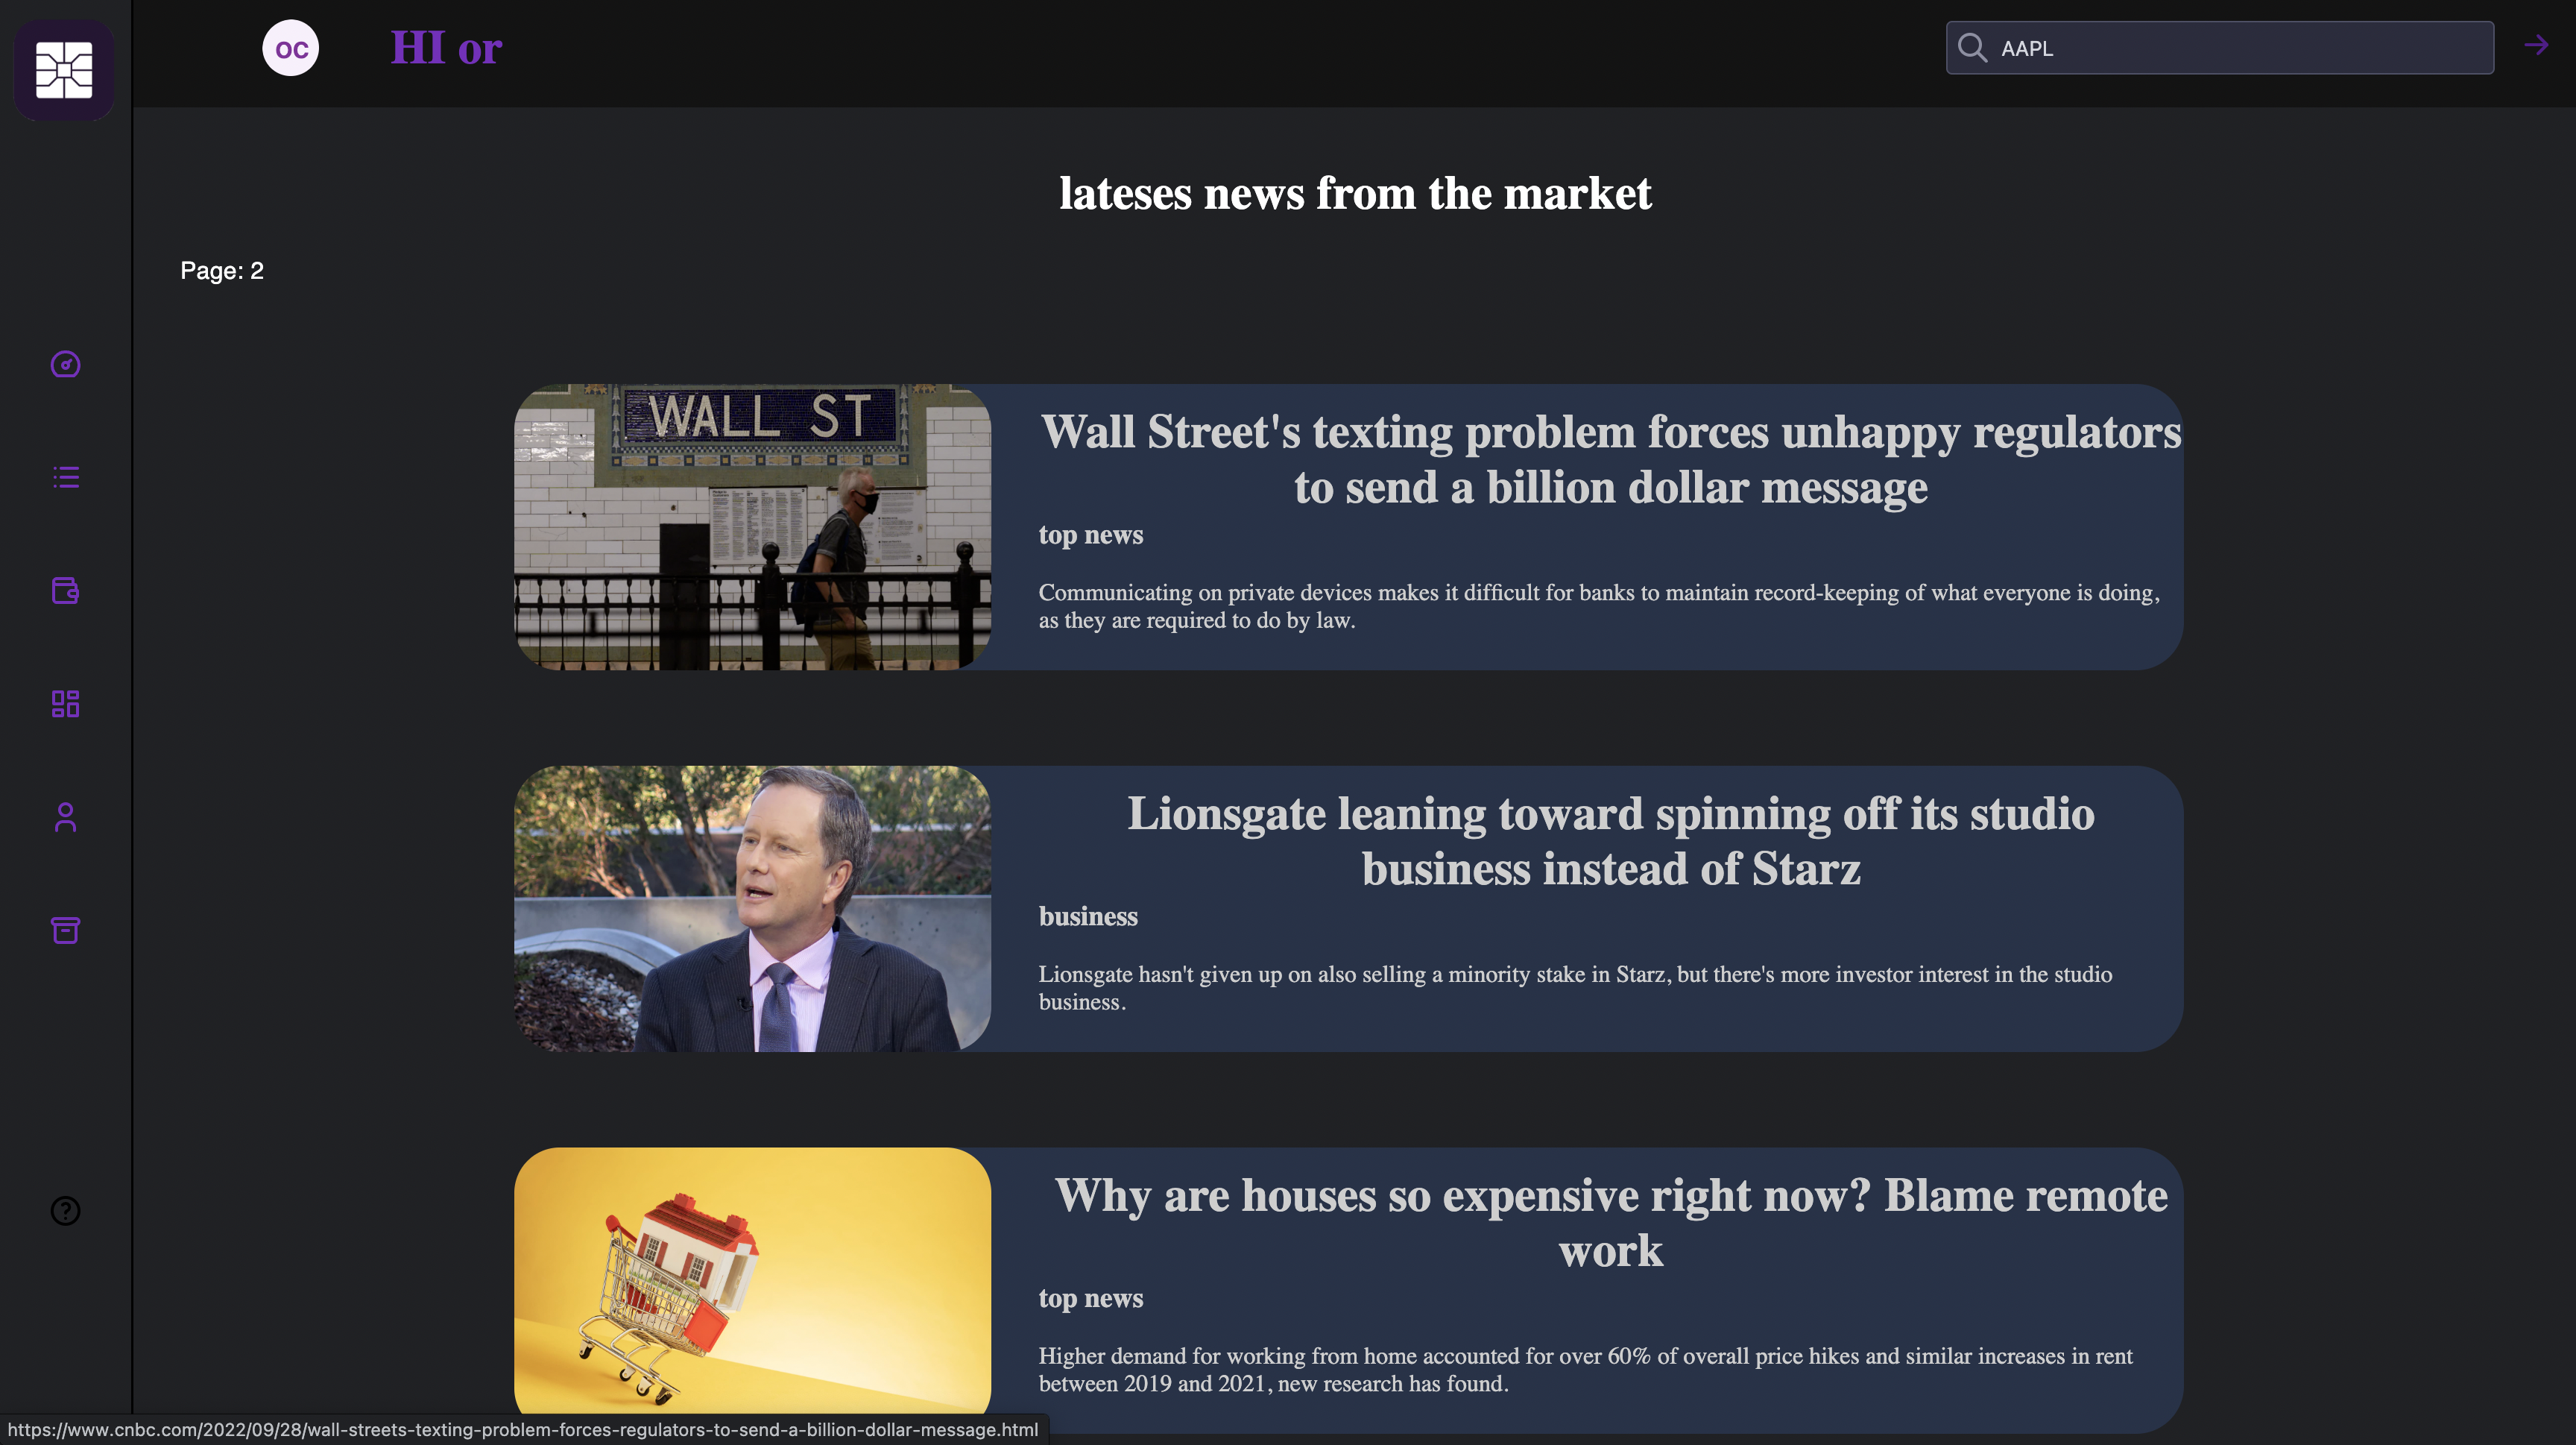 OC
HI or
AAPL
lateses news from the market
Page: 2
WALL ST
Wall Street's texting problem forces unhappy regulators
to send a billion dollar message
top news
Communicating on private devices makes it difficult for banks to maintain record-keeping of what everyone is doing,
as they are required to do by law.
Lionsgate leaning toward spinning off its studio
business instead of Starz
business
Lionsgate hasn't given up on also selling a minority stake in Starz, but there's more investor interest in the studio
business.
Why are houses so expensive right now? Blame remote
work
top news
Higher demand for working from home accounted for over 60% of overall price hikes and similar increases in rent
between 2019 and 2021, new research has found.
https://www.cnbc.com/2022/09/28/wall-streets-texting-problem-forces-regulators-to-send-a-billion-dollar-message.html